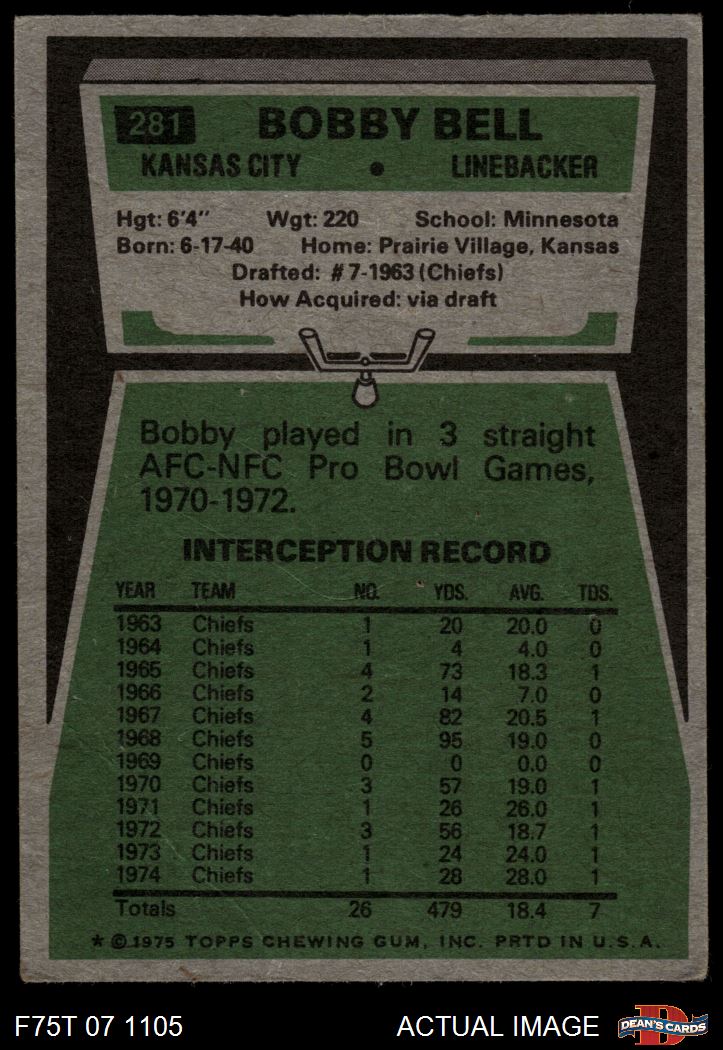 281 BOBBY BELL
KANSAS CITY • LINEBACKER
Hgt: 6'4" Wgt: 220 School: Minnesota
Born: 6-17-40 Home: Prairie Village, Kansas
Drafted: #7-1963 (Chiefs)
How Acquired: via draft
Bobby played in 3 straight
AFC-NFC Pro Bowl Games,
1970-1972.
INTERCEPTION RECORD
YEAR TEAM NO. YDS. AVG. TDS.
1963 Chiefs 1 20 20.0 0
1964 Chiefs 1 4 4.0 0
1965 Chiefs 4 73 18.3 1
1966 Chiefs 2 14 7.0 0
1967 Chiefs 4 82 20.5 1
1968 Chiefs 5 95 19.0 0
1969 Chiefs 0 0 0.0 0
1970 Chiefs 3 57 19.0 1
1971 Chiefs 1 26 26.0 1
1972 Chiefs 3 56 18.7 1
1973 Chiefs 1 24 24.0 1
1974 Chiefs 1 28 28.0 1
Totals 26 479 18.4 7
* © 1975 TOPPS CHEWING GUM, INC. PRTD IN U.S.A.
F75T 07 1105 ACTUAL IMAGE D DEAN'S CARDS